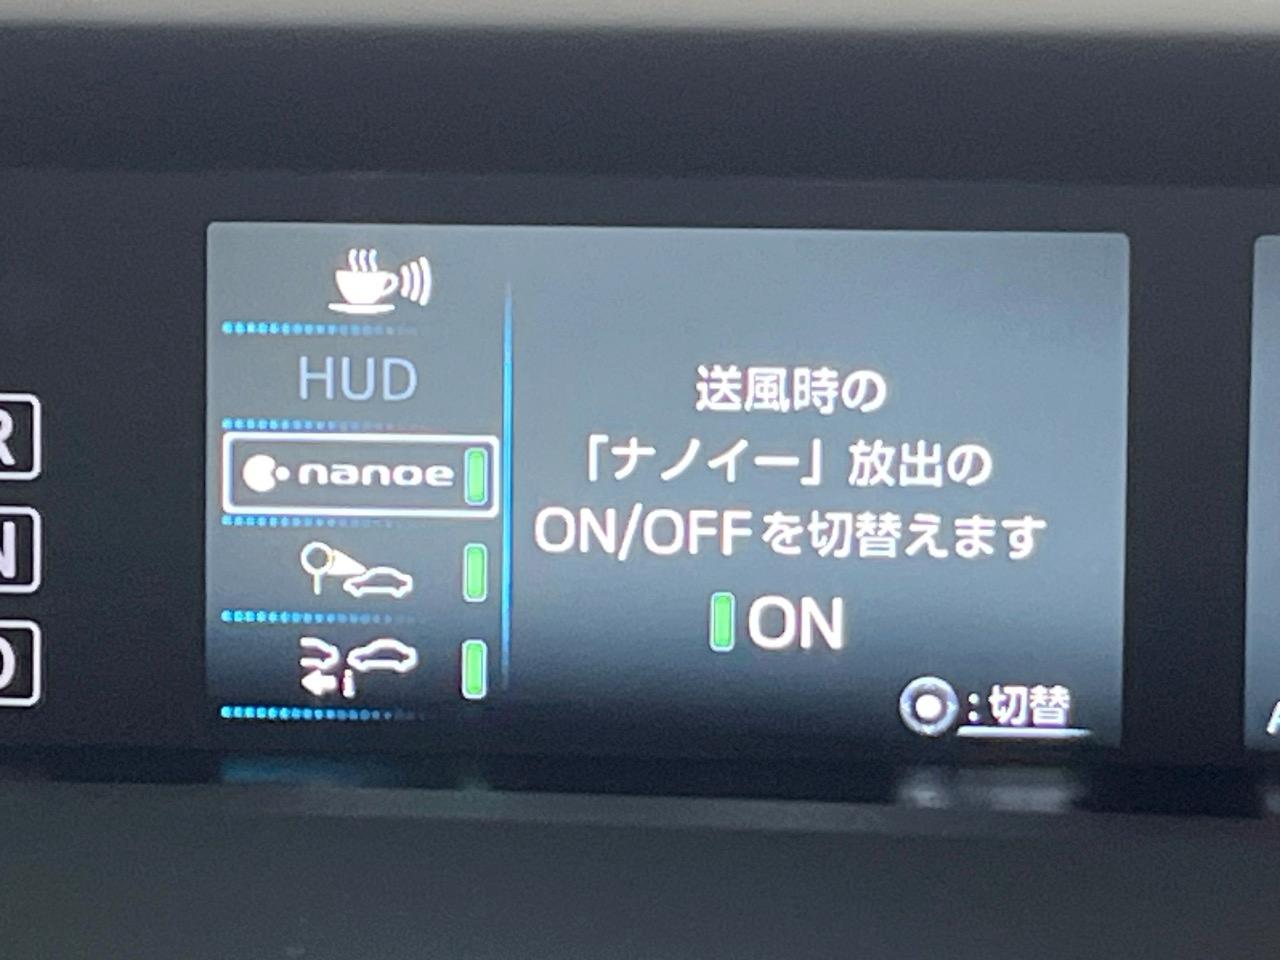 HUD
nanoe
送風時の
「ナノイー」放出の
ON/OFFを切替えます
ON
:切替
R
N
D